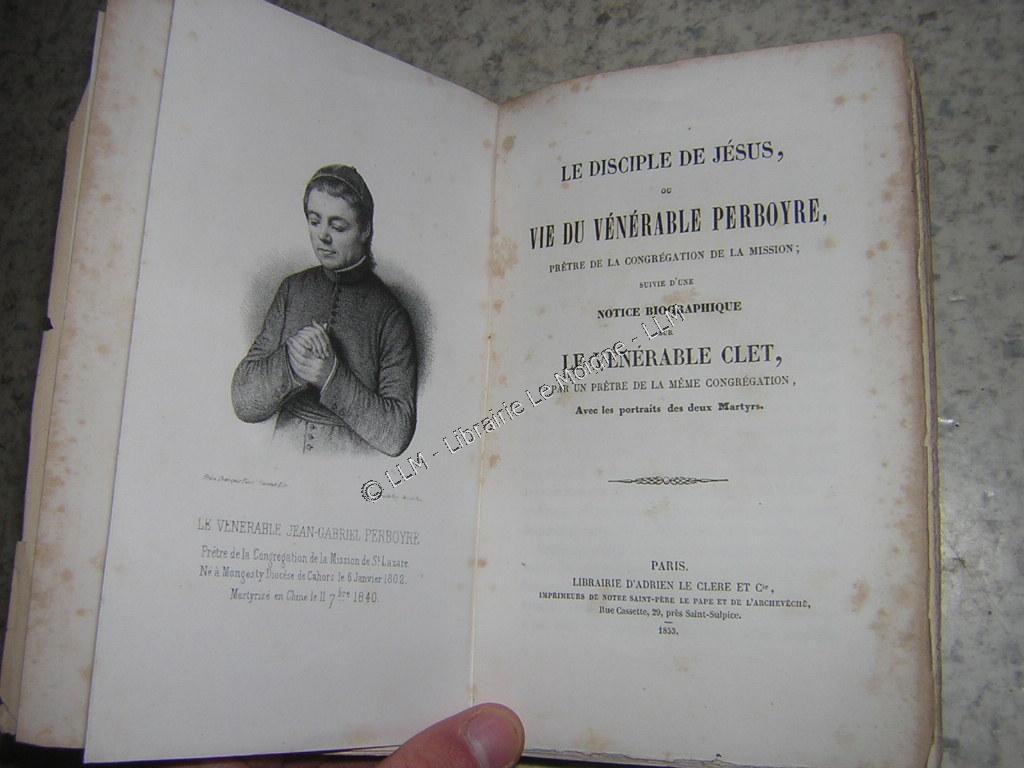 LE VENERABLE JEAN-GABRIEL PERBOYRE
Prêtre de la Congregation de la Mission de St Lazare.
Né à Mongesty Diocèse de Cahors le 6 Janvier 1802.
Martyrisé en Chine le 11 7bre 1840.
LE DISCIPLE DE JÉSUS,
OU
VIE DU VÉNÉRABLE PERBOYRE,
PRÊTRE DE LA CONGRÉGATION DE LA MISSION;
SUIVIE D'UNE
NOTICE BIOGRAPHIQUE
SUR
LE VÉNÉRABLE CLET,
PAR UN PRÊTRE DE LA MÊME CONGRÉGATION,
Avec les portraits des deux Martyrs.
PARIS.
LIBRAIRIE D'ADRIEN LE CLERE ET Cie,
IMPRIMEURS DE NOTRE SAINT-PÈRE LE PAPE ET DE L'ARCHEVÊCHÉ,
Rue Cassette, 29, près Saint-Sulpice.
1853.
© LLM - Librairie Le Moigne - LLM